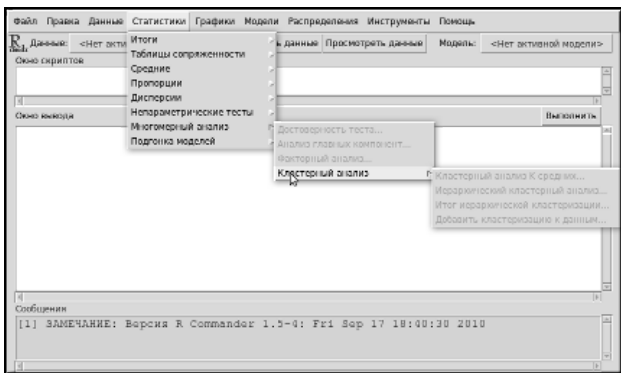 Файл Правка Данные Статистики Графики Модели Распределения Инструменты Помощь
R Данные: <Нет акти ь данные Просмотреть данные Модель: <Нет активной модели>
Окно скриптов
Итоги
Таблицы сопряженности
Средние
Пропорции
Дисперсии
Непараметрические тесты
Многомерный анализ
Подгонка моделей
Окно вывода Выполнить
Достоверность теста...
Анализ главных компонент...
Факторный анализ...
Кластерный анализ
Кластерный анализ К средних...
Иерархический кластерный анализ...
Итог иерархической кластеризации...
Добавить кластеризацию к данным...
Сообщения
[1] ЗАМЕЧАНИЕ: Версия R Commander 1.5-4: Fri Sep 17 18:40:30 2010